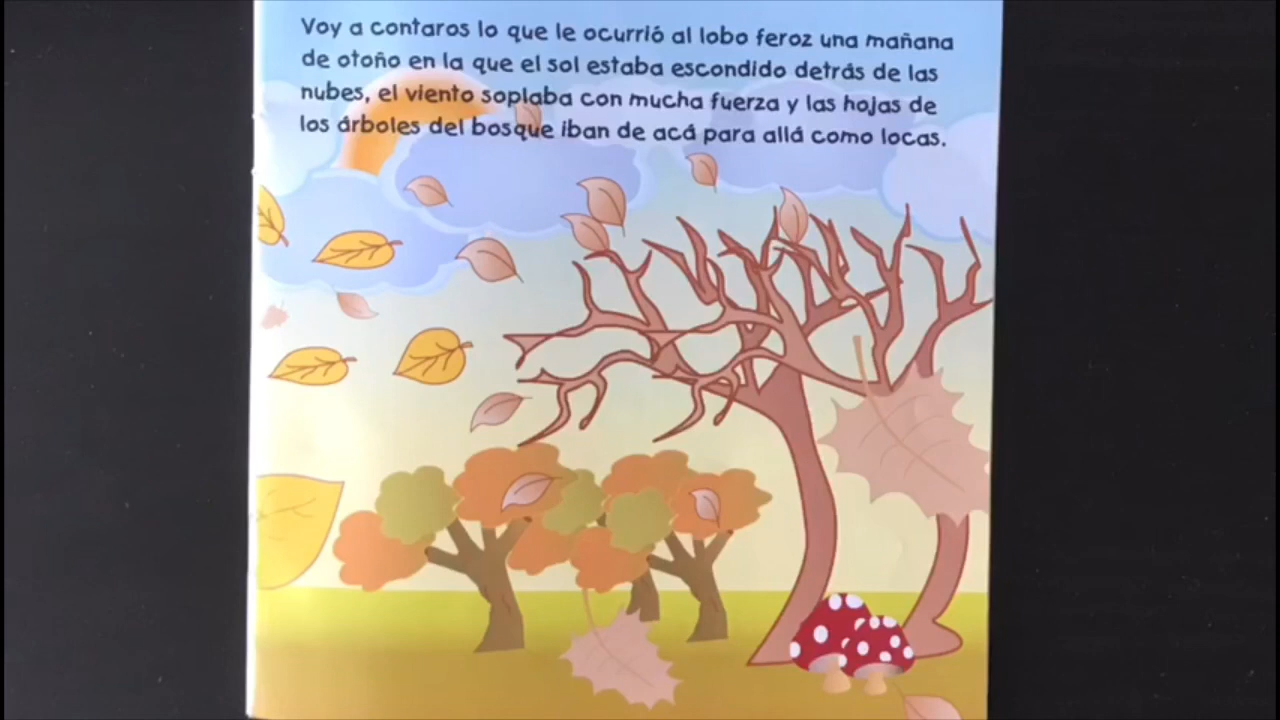 Voy a contaros lo que le ocurrió al lobo feroz una mañana
de otoño en la que el sol estaba escondido detrás de las
nubes, el viento soplaba con mucha fuerza y las hojas de
los árboles del bosque iban de acá para allá como locas.